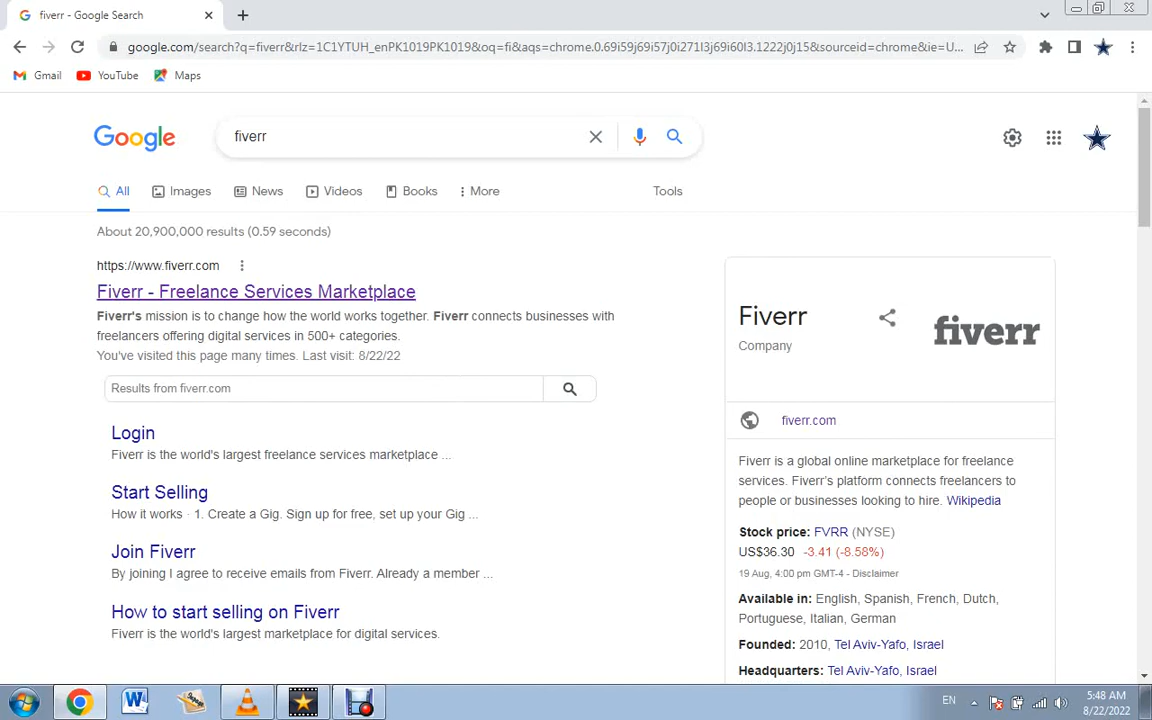 fiverr - Google Search
google.com/search?q=fiverr&rlz=1C1YTUH_enPK1019PK1019&oq=fi&aqs=chrome.0.69i59j69i57j0i271l3j69i60l3.1222j0j15&sourceid=chrome&ie=U...
Gmail YouTube Maps
Google fiverr
All Images News Videos Books More Tools
About 20,900,000 results (0.59 seconds)
https://www.fiverr.com
Fiverr - Freelance Services Marketplace
Fiverr's mission is to change how the world works together. Fiverr connects businesses with
freelancers offering digital services in 500+ categories.
You've visited this page many times. Last visit: 8/22/22
Results from fiverr.com
Login
Fiverr is the world's largest freelance services marketplace ...
Start Selling
How it works · 1. Create a Gig. Sign up for free, set up your Gig ...
Join Fiverr
By joining I agree to receive emails from Fiverr. Already a member ...
How to start selling on Fiverr
Fiverr is the world's largest marketplace for digital services.
Fiverr
Company
fiverr
fiverr.com
Fiverr is a global online marketplace for freelance
services. Fiverr's platform connects freelancers to
people or businesses looking to hire. Wikipedia
Stock price: FVRR (NYSE)
US$36.30 -3.41 (-8.58%)
19 Aug, 4:00 pm GMT-4 - Disclaimer
Available in: English, Spanish, French, Dutch,
Portuguese, Italian, German
Founded: 2010, Tel Aviv-Yafo, Israel
Headquarters: Tel Aviv-Yafo, Israel
EN
5:48 AM
8/22/2022